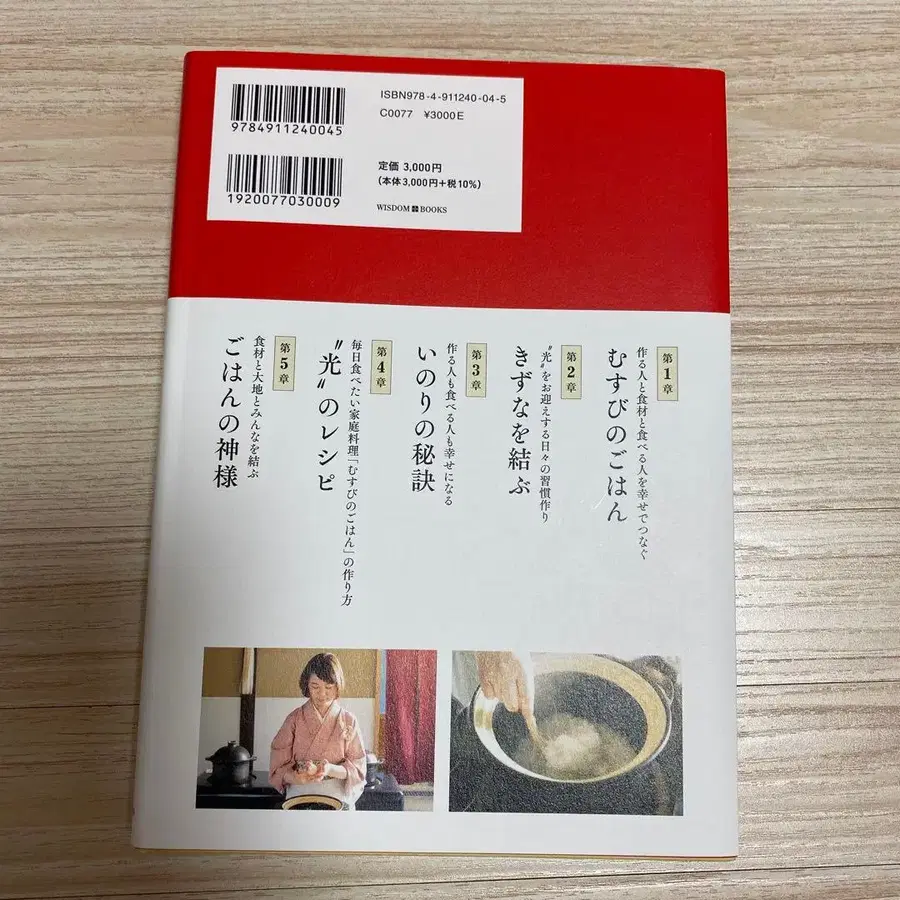 ISBN978-4-911240-04-5
C0077 ¥3000E
9784911240045
定価 3,000円
(本体3,000円+税10%)
1920077030009
WISDOM BOOKS
第1章
作る人と食材と食べる人を幸せでつなぐ
むすびのごはん
第2章
〝光〟をお迎えする日々の習慣作り
きずなを結ぶ
第3章
作る人も食べる人も幸せになる
いのりの秘訣
第4章
毎日食べたい家庭料理「むすびのごはん」の作り方
〝光〟のレシピ
第5章
食材と大地とみんなを結ぶ
ごはんの神様